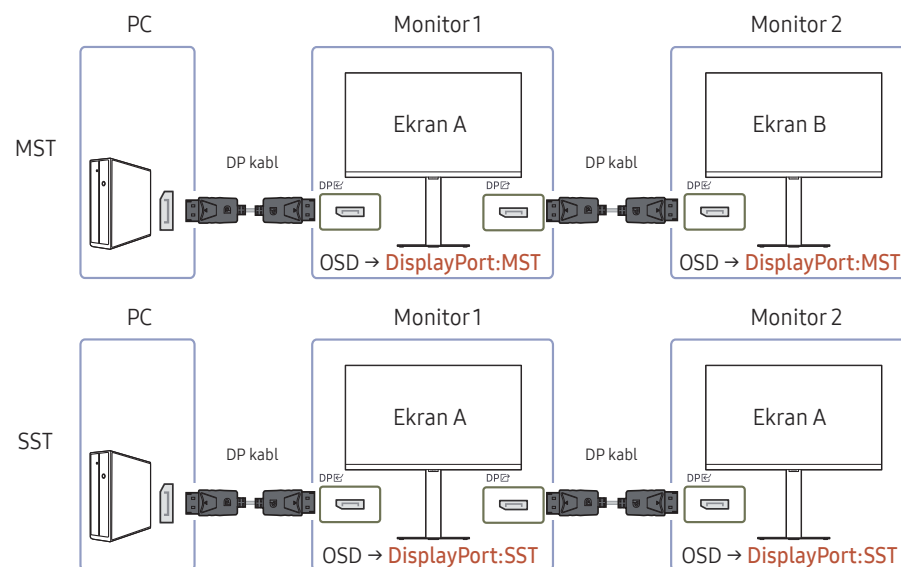 PC
Monitor 1
Monitor 2
MST
Ekran A
Ekran B
DP kabl
DP kabl
DP
DP
DP
OSD → DisplayPort:MST
OSD → DisplayPort:MST
PC
Monitor 1
Monitor 2
SST
Ekran A
Ekran A
DP kabl
DP kabl
DP
DP
DP
OSD → DisplayPort:SST
OSD → DisplayPort:SST